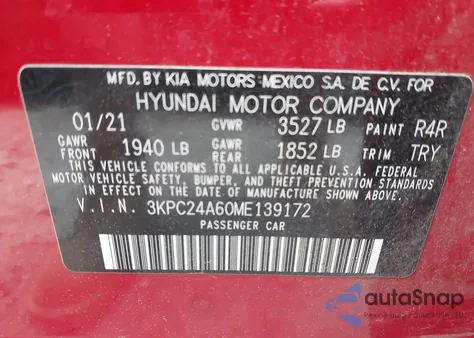 MFD. BY KIA MOTORS MEXICO S.A. DE C.V. FOR
HYUNDAI MOTOR COMPANY
01/21 GVWR 3527 LB PAINT R4R
GAWR FRONT 1940 LB GAWR REAR 1852 LB TRIM TRY
THIS VEHICLE CONFORMS TO ALL APPLICABLE U.S.A. FEDERAL
MOTOR VEHICLE SAFETY, BUMPER, AND THEFT PREVENTION
STANDARDS IN EFFECT ON THE DATE OF MANUFACTURE SHOWN ABOVE.
V.I.N. 3KPC24A60ME139172
PASSENGER CAR
autoSnap